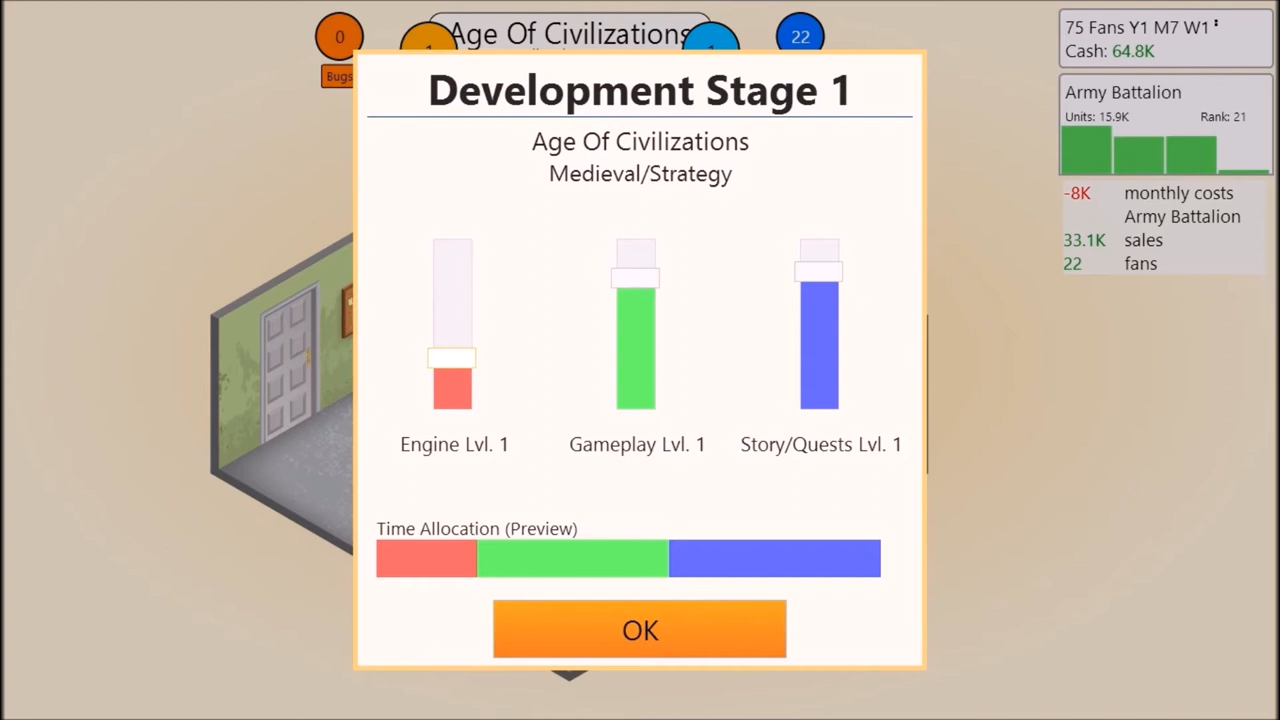 0
1
Age Of Civilizations
1
22
Bugs
75 Fans Y1 M7 W1
Cash: 64.8K
Army Battalion
Units: 15.9K
Rank: 21
-8K monthly costs
Army Battalion
33.1K sales
22 fans
Development Stage 1
Age Of Civilizations
Medieval/Strategy
Engine Lvl. 1
Gameplay Lvl. 1
Story/Quests Lvl. 1
Time Allocation (Preview)
OK